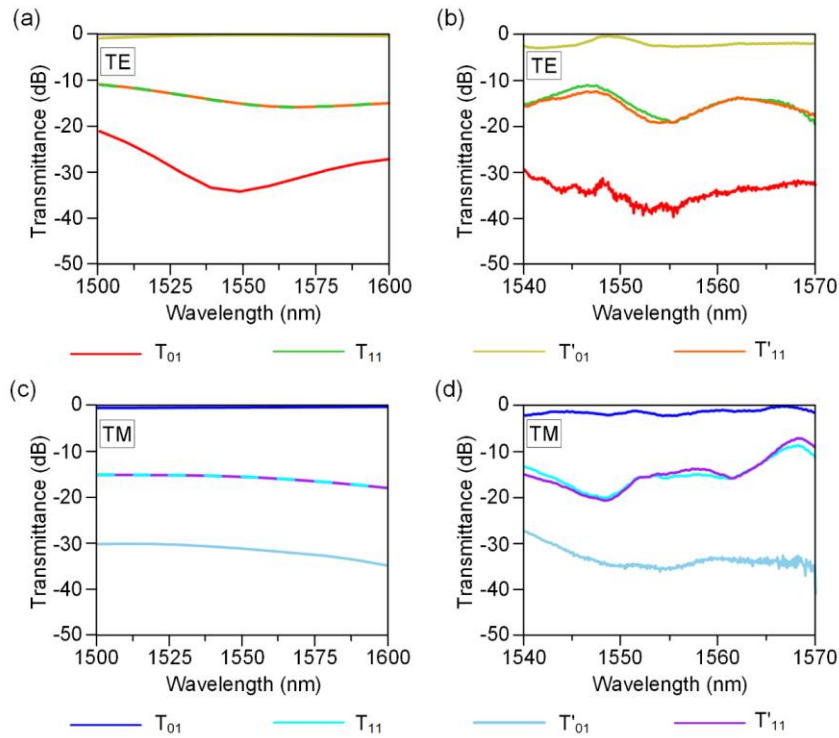 (a)
0
-10
-20
-30
-40
-50
TE
Transmittance (dB)
1500 1525 1550 1575 1600
Wavelength (nm)
(b)
0
-10
-20
-30
-40
-50
TE
Transmittance (dB)
1540 1550 1560 1570
Wavelength (nm)
T01 T11 T'01 T'11
(c)
0
-10
-20
-30
-40
-50
TM
Transmittance (dB)
1500 1525 1550 1575 1600
Wavelength (nm)
(d)
0
-10
-20
-30
-40
-50
TM
Transmittance (dB)
1540 1550 1560 1570
Wavelength (nm)
T01 T11 T'01 T'11